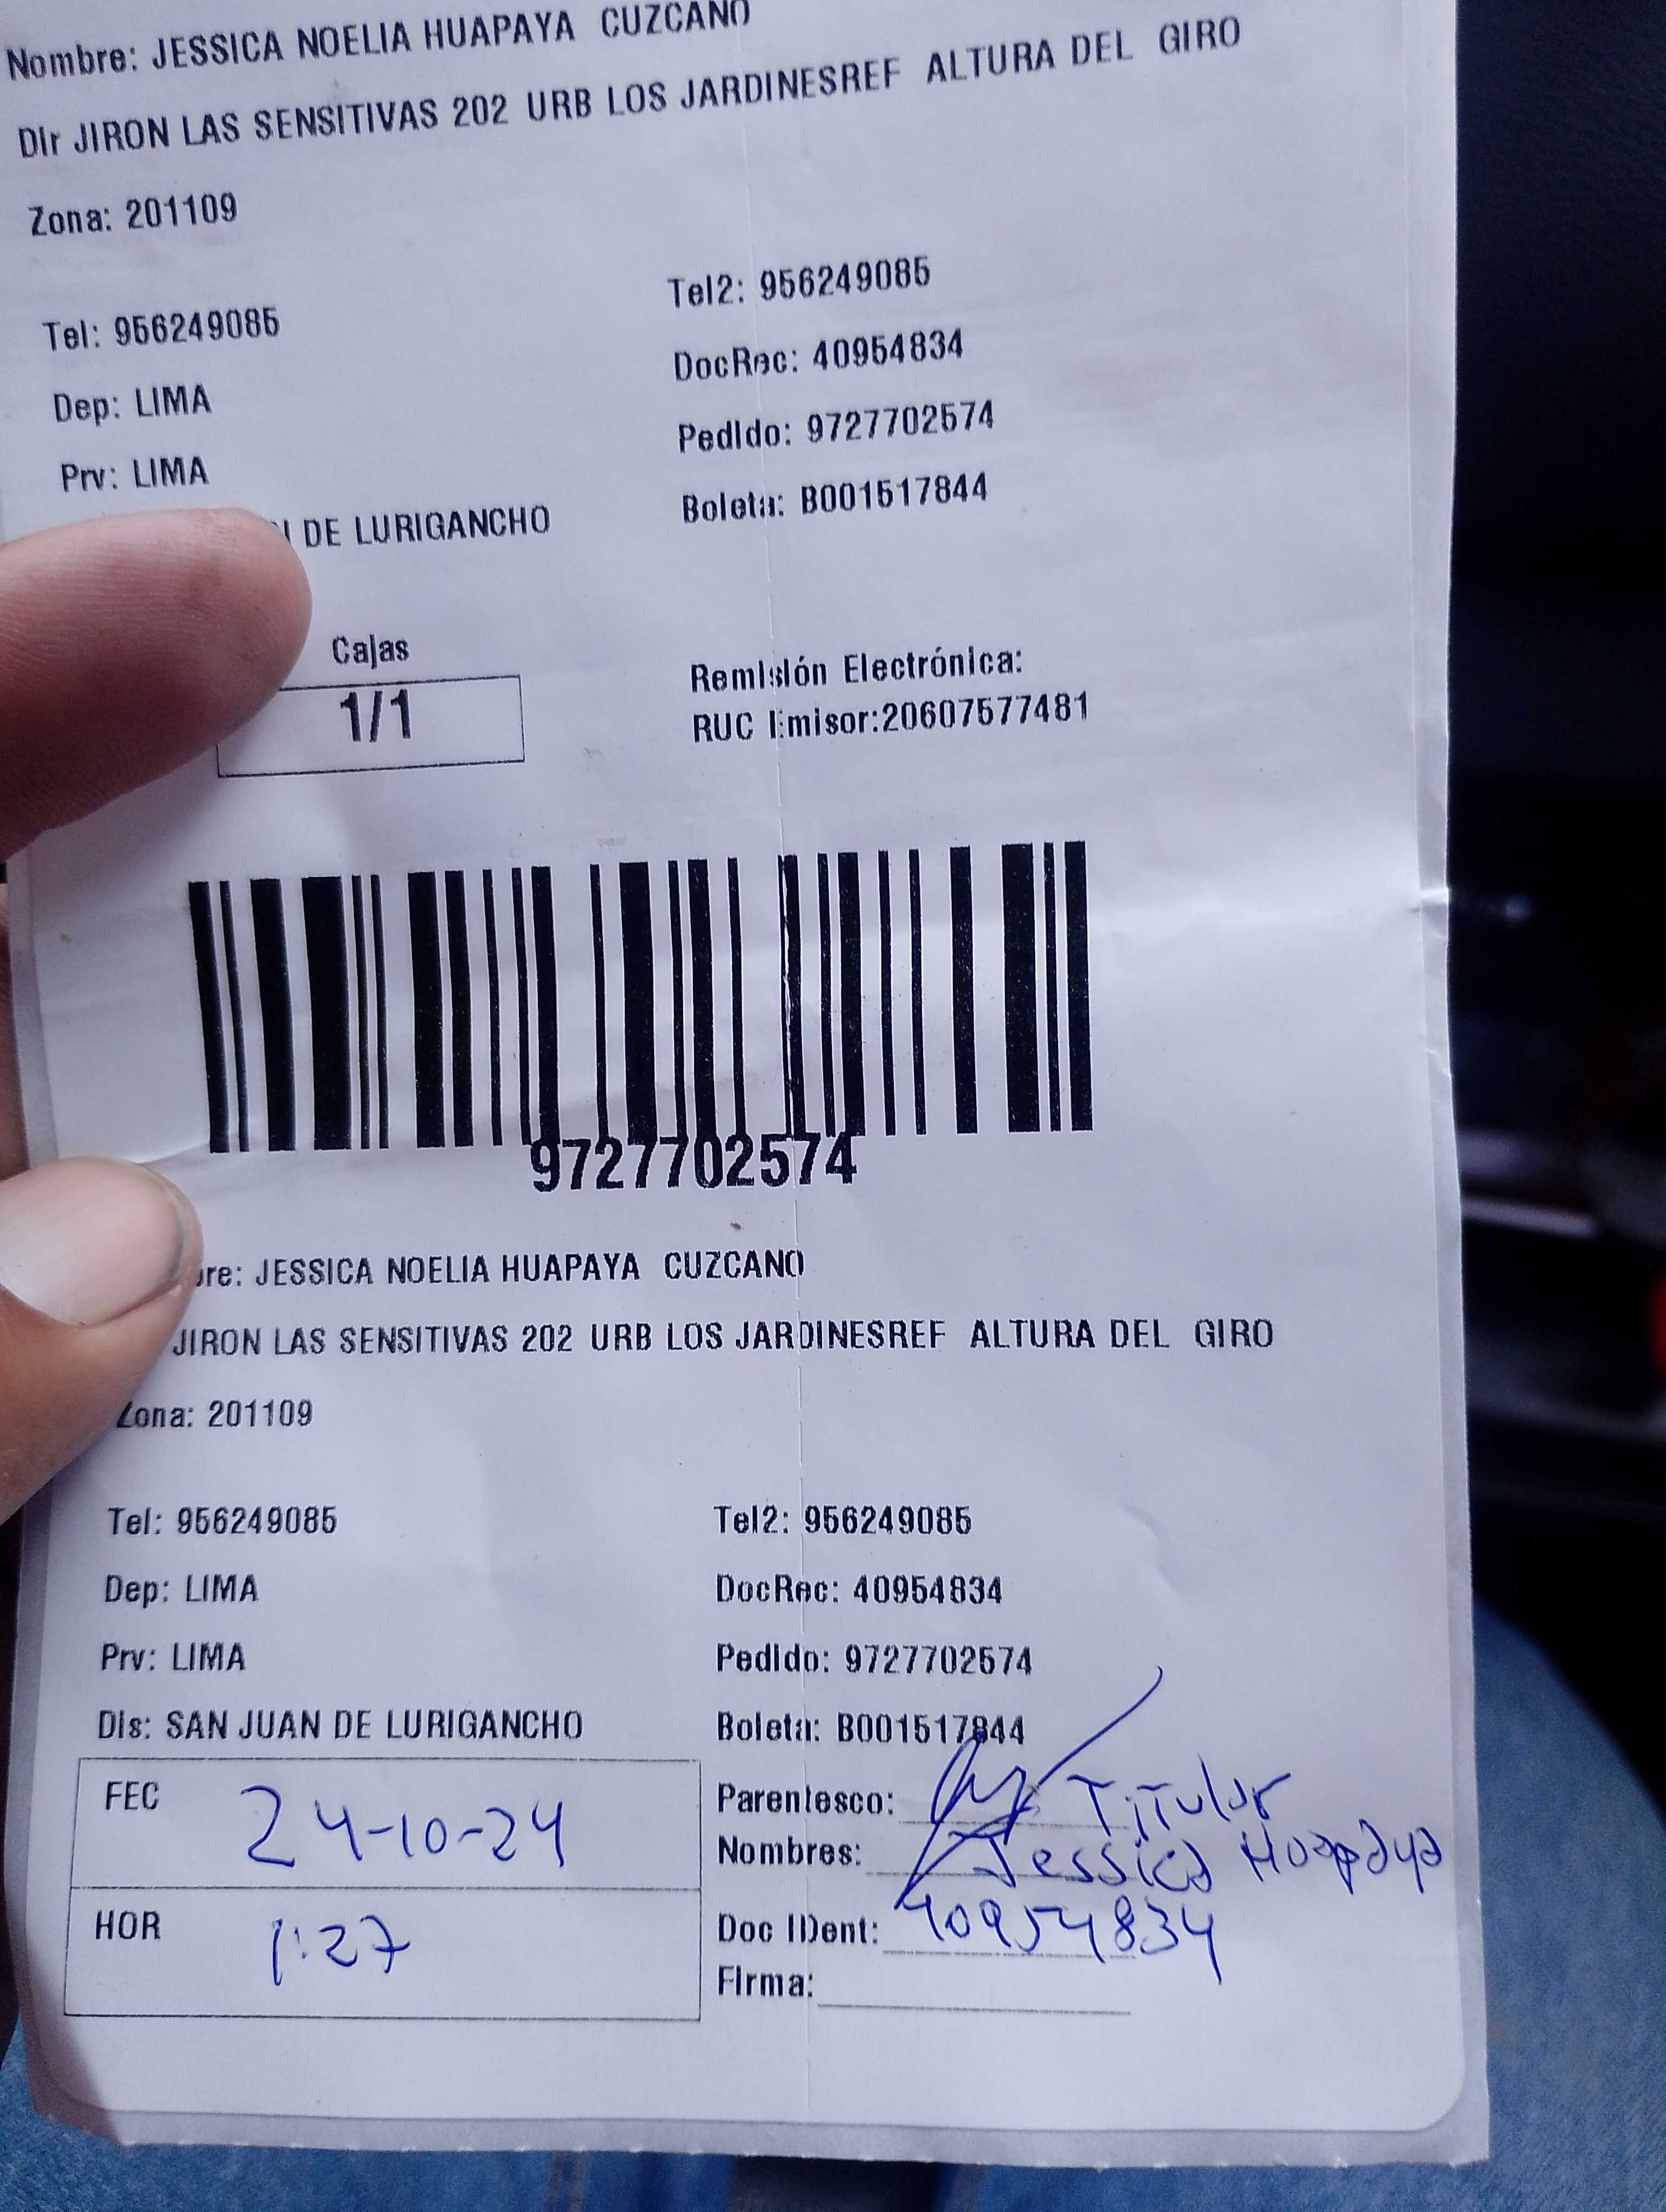 Nombre: JESSICA NOELIA HUAPAYA CUZCANO
Dir JIRON LAS SENSITIVAS 202 URB LOS JARDINESREF ALTURA DEL GIRO
Zona: 201109
Tel: 956249085 Tel2: 956249085
DocRec: 40954834
Dep: LIMA
Pedido: 9727702574
Prv: LIMA
Boleta: B001517844
DE LURIGANCHO
Cajas
1/1
Remisión Electrónica:
RUC Emisor:20607577481
9727702574
re: JESSICA NOELIA HUAPAYA CUZCANO
JIRON LAS SENSITIVAS 202 URB LOS JARDINESREF ALTURA DEL GIRO
Zona: 201109
Tel: 956249085 Tel2: 956249085
Dep: LIMA DocRec: 40954834
Prv: LIMA Pedido: 9727702574
Dis: SAN JUAN DE LURIGANCHO Boleta: B001517844
FEC 24-10-24
HOR 1:27
Parentesco: Titular
Nombres: Jessica Huapaya
Doc IDent: 40954834
Firma: